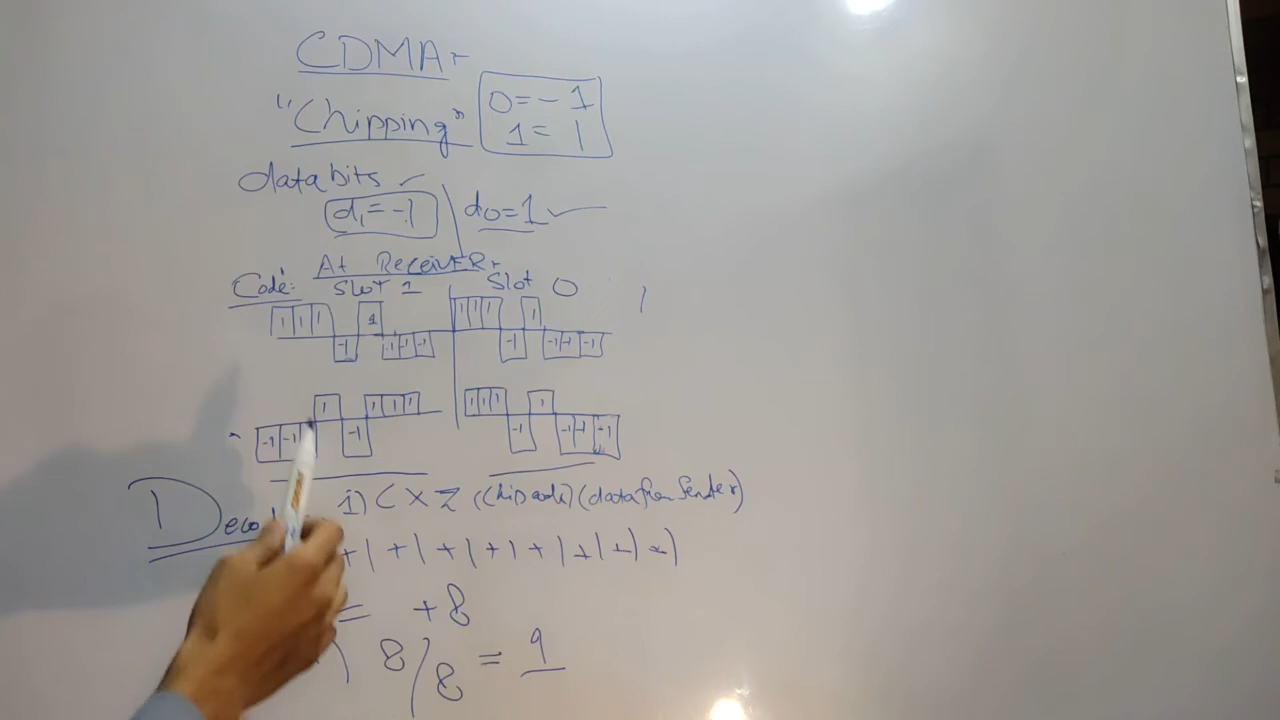 CDMA
"Chipping"
0 = - 1
1 = 1
data bits
d1 = -1
d0 = 1
At Receiver
Code: Slot 1 Slot 0
1 1 1 -1 1 -1 -1 -1 1 1 1 -1 1 -1 -1 -1
-1 -1 1 -1 1 1 1 1 1 1 -1 1 -1 -1 -1
1) C X Z (Chip code) (data from Sender)
+1 +1 +1 +1 +1 +1 +1
= +8
8/8 = 1